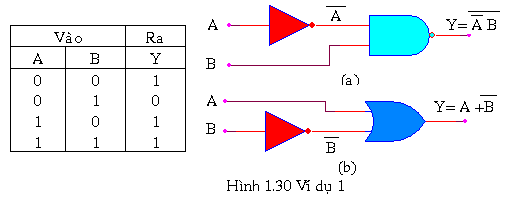 Vào Ra
A B Y
0 0 1
0 1 0
1 0 1
1 1 1
A A̅ Y= \overline{A̅ B}
B
(a)
A Y= A +B̅
B B̅
(b)
Hình 1.30 Ví dụ 1